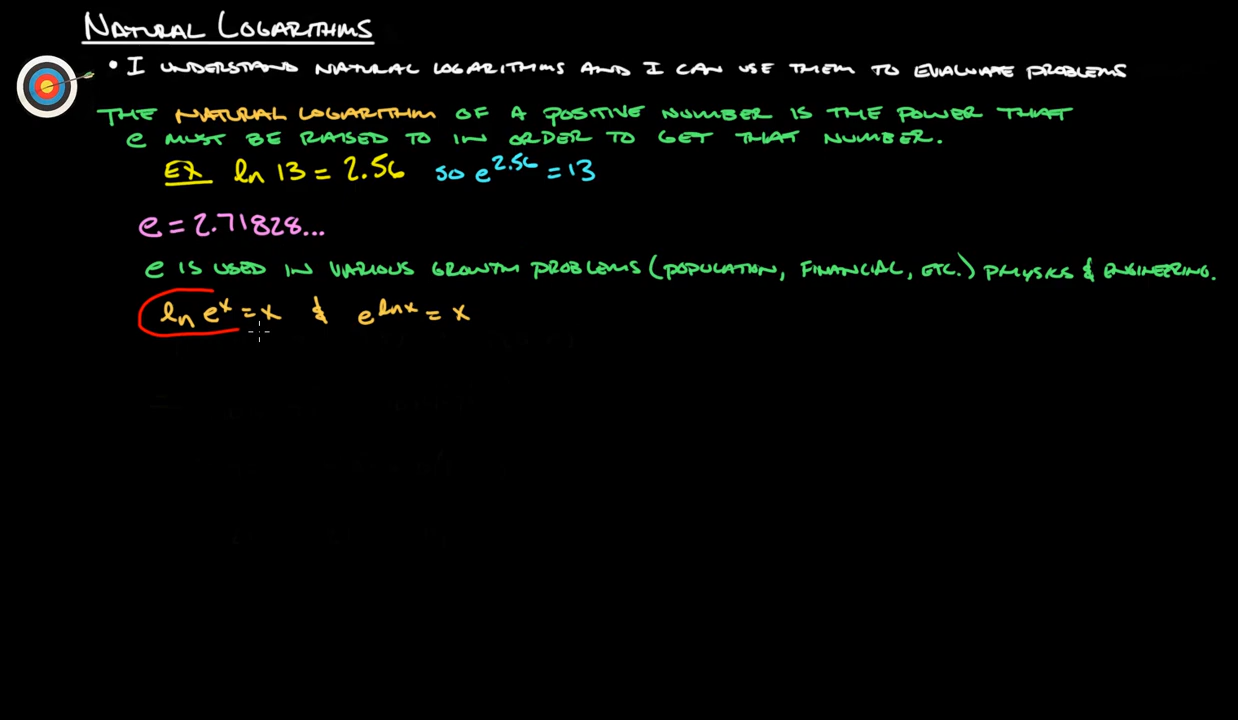 NATURAL LOGARITHMS
• I UNDERSTAND NATURAL LOGARITHMS AND I CAN USE THEM TO EVALUATE PROBLEMS
THE NATURAL LOGARITHM OF A POSITIVE NUMBER IS THE POWER THAT
e MUST BE RAISED TO IN ORDER TO GET THAT NUMBER.
EX ln 13 = 2.56 so e^2.56 = 13
e = 2.71828...
e IS USED IN VARIOUS GROWTH PROBLEMS (POPULATION, FINANCIAL, ETC.) PHYSICS & ENGINEERING.
ln e^x = x & e^ln x = x